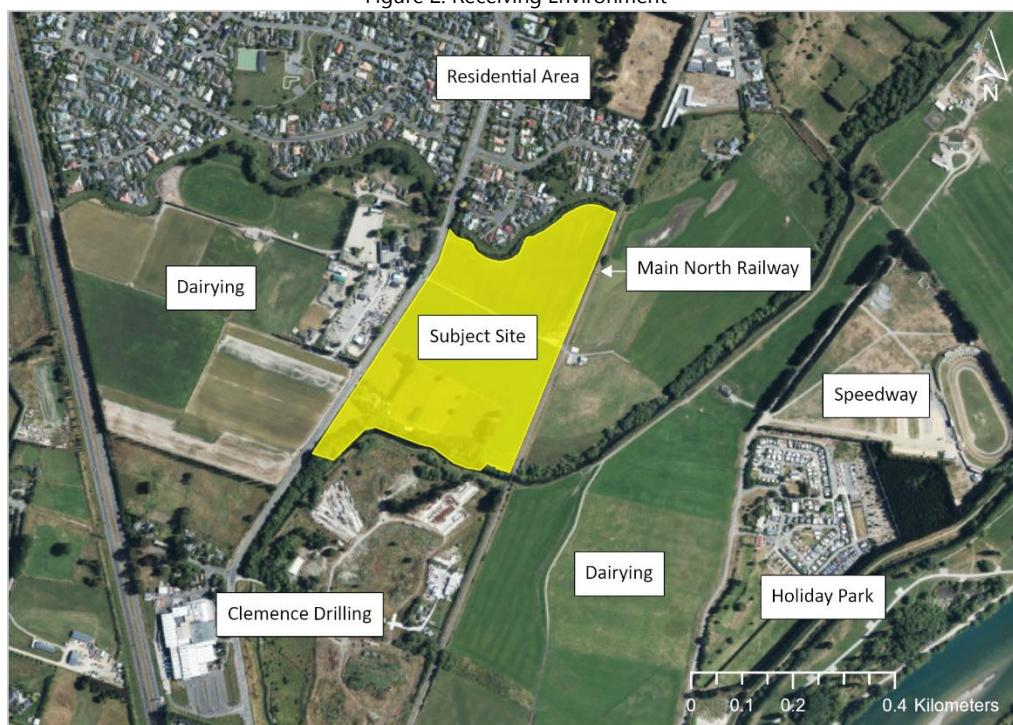 Figure 2: Receiving Environment
Residential Area
N
Main North Railway
Dairying
Subject Site
Speedway
Dairying
Holiday Park
Clemence Drilling
0 0.1 0.2 0.4 Kilometers